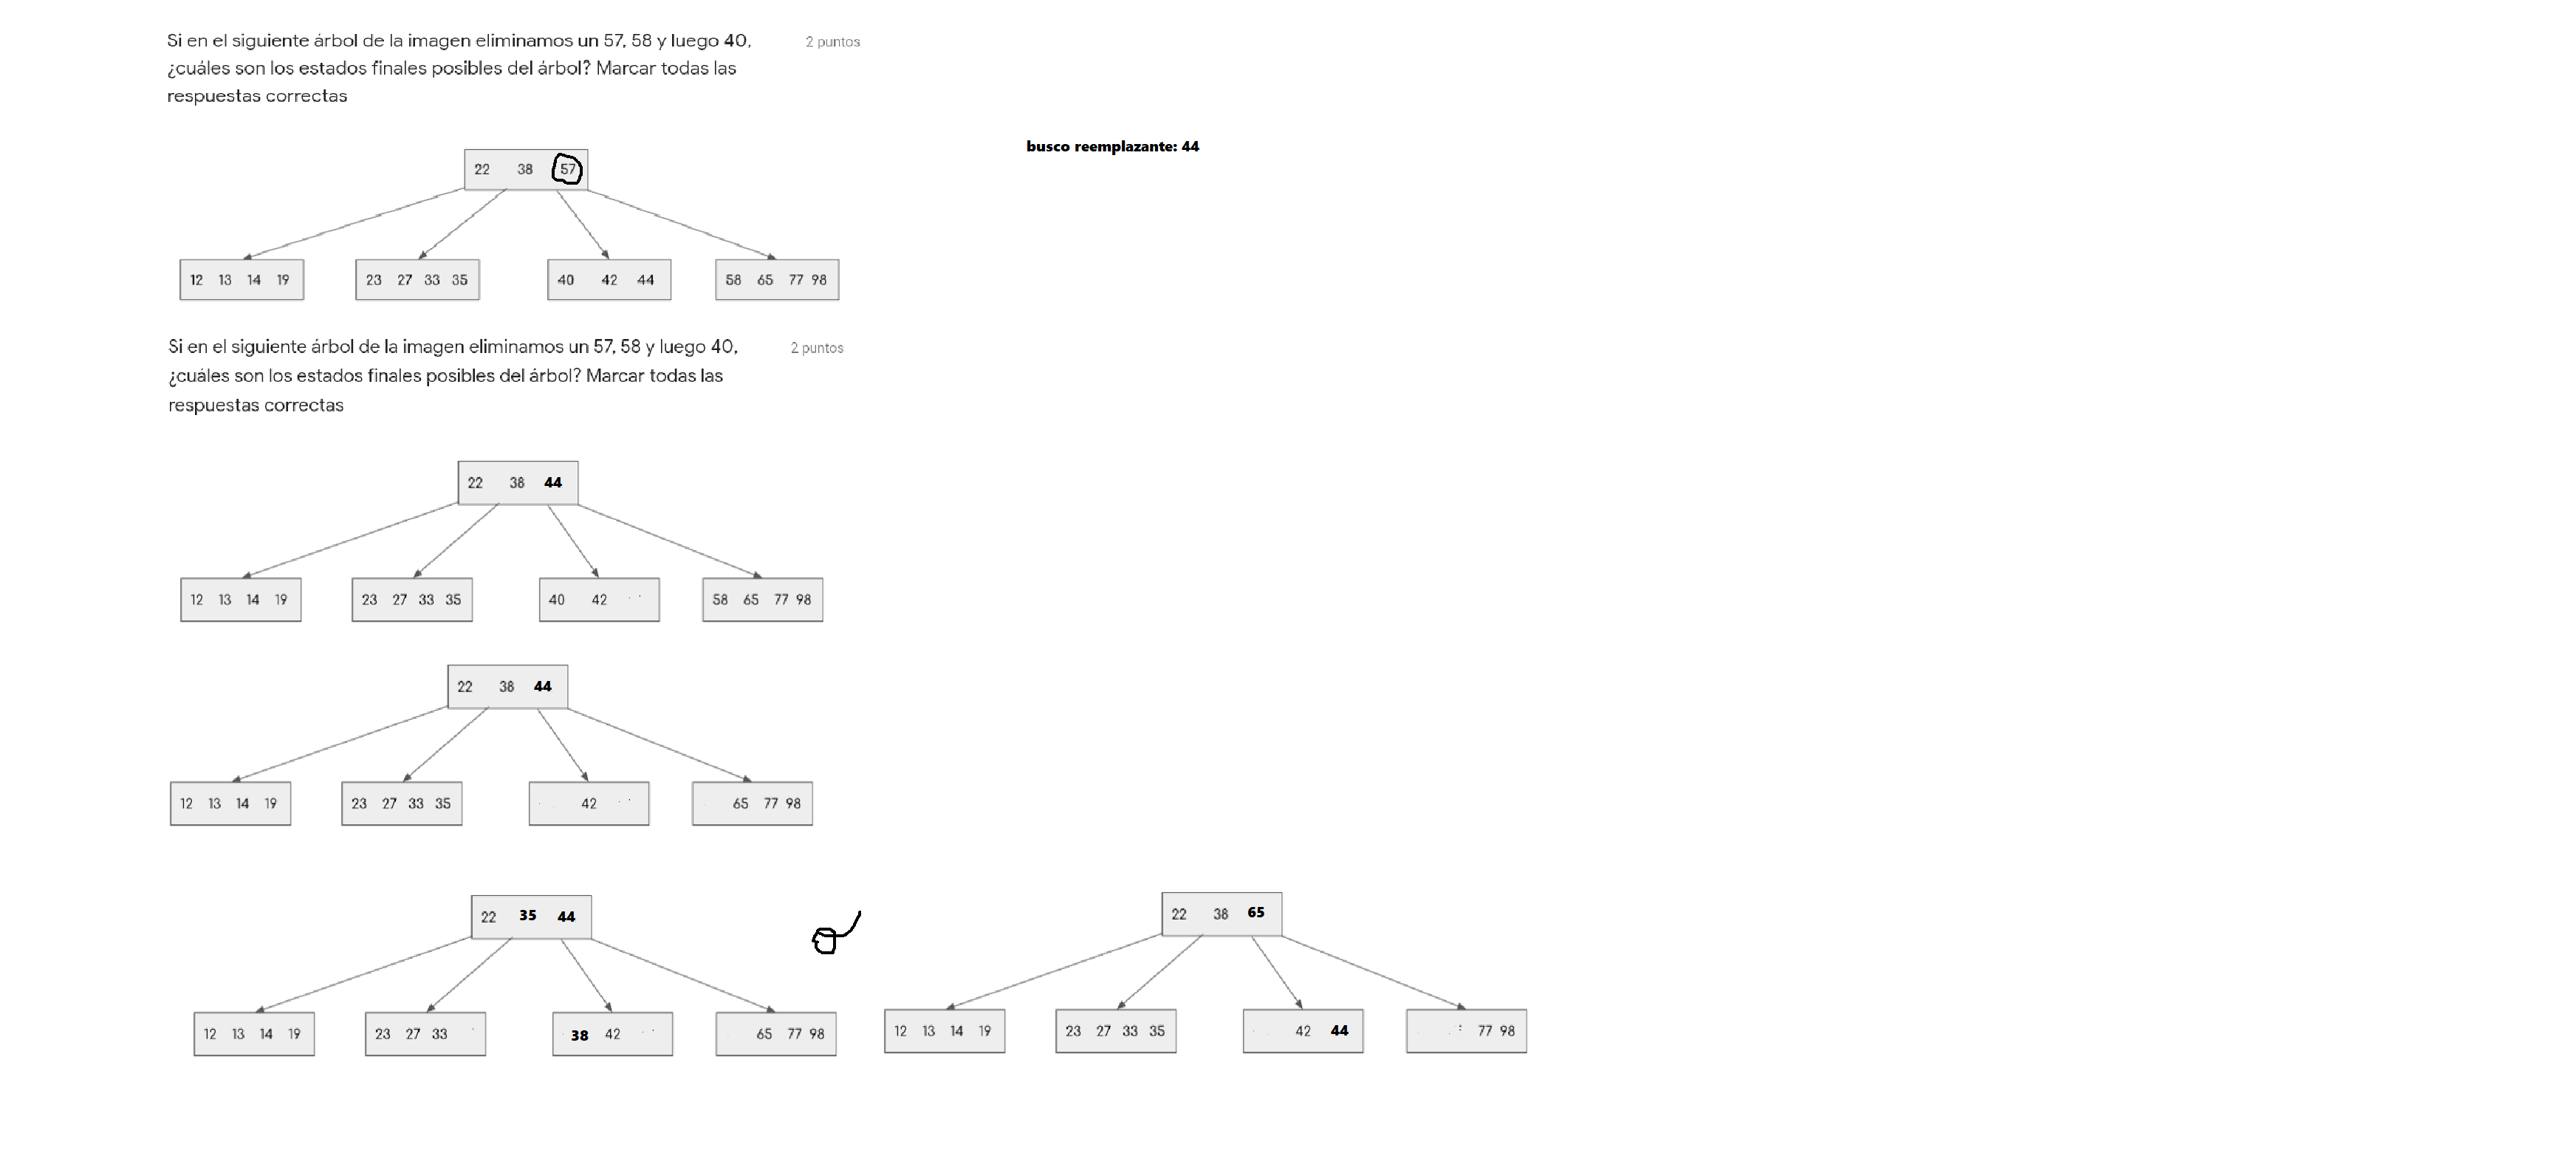 Si en el siguiente árbol de la imagen eliminamos un 57, 58 y luego 40, 2 puntos
¿cuáles son los estados finales posibles del árbol? Marcar todas las
respuestas correctas
busco reemplazante: 44
22 38 57
12 13 14 19 23 27 33 35 40 42 44 58 65 77 98
Si en el siguiente árbol de la imagen eliminamos un 57, 58 y luego 40, 2 puntos
¿cuáles son los estados finales posibles del árbol? Marcar todas las
respuestas correctas
22 38 44
12 13 14 19 23 27 33 35 40 42 58 65 77 98
22 38 44
12 13 14 19 23 27 33 35 42 65 77 98
22 35 44
12 13 14 19 23 27 33 38 42 65 77 98
22 38 65
12 13 14 19 23 27 33 35 42 44 77 98